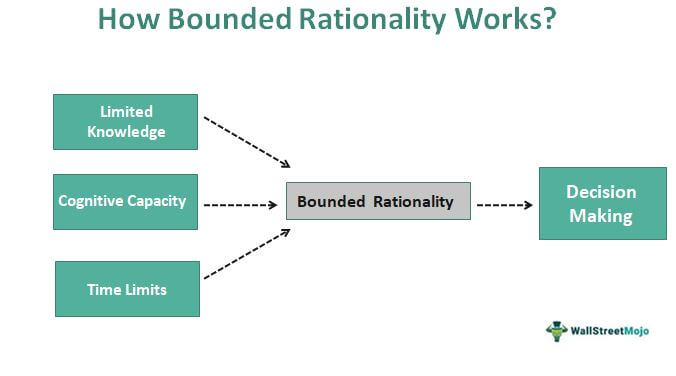 How Bounded Rationality Works?
Limited
Knowledge
Cognitive Capacity
Time Limits
Bounded Rationality
Decision
Making
WallStreetMojo